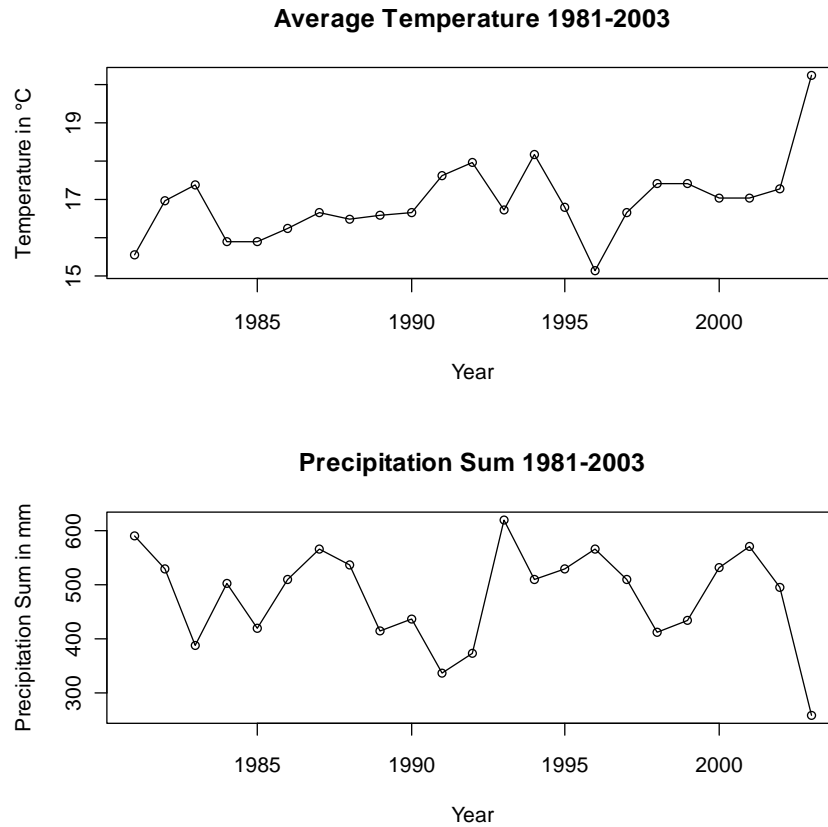 Average Temperature 1981-2003
Temperature in °C
19
17
15
1985 1990 1995 2000
Year
Precipitation Sum 1981-2003
Precipitation Sum in mm
600
500
400
300
1985 1990 1995 2000
Year